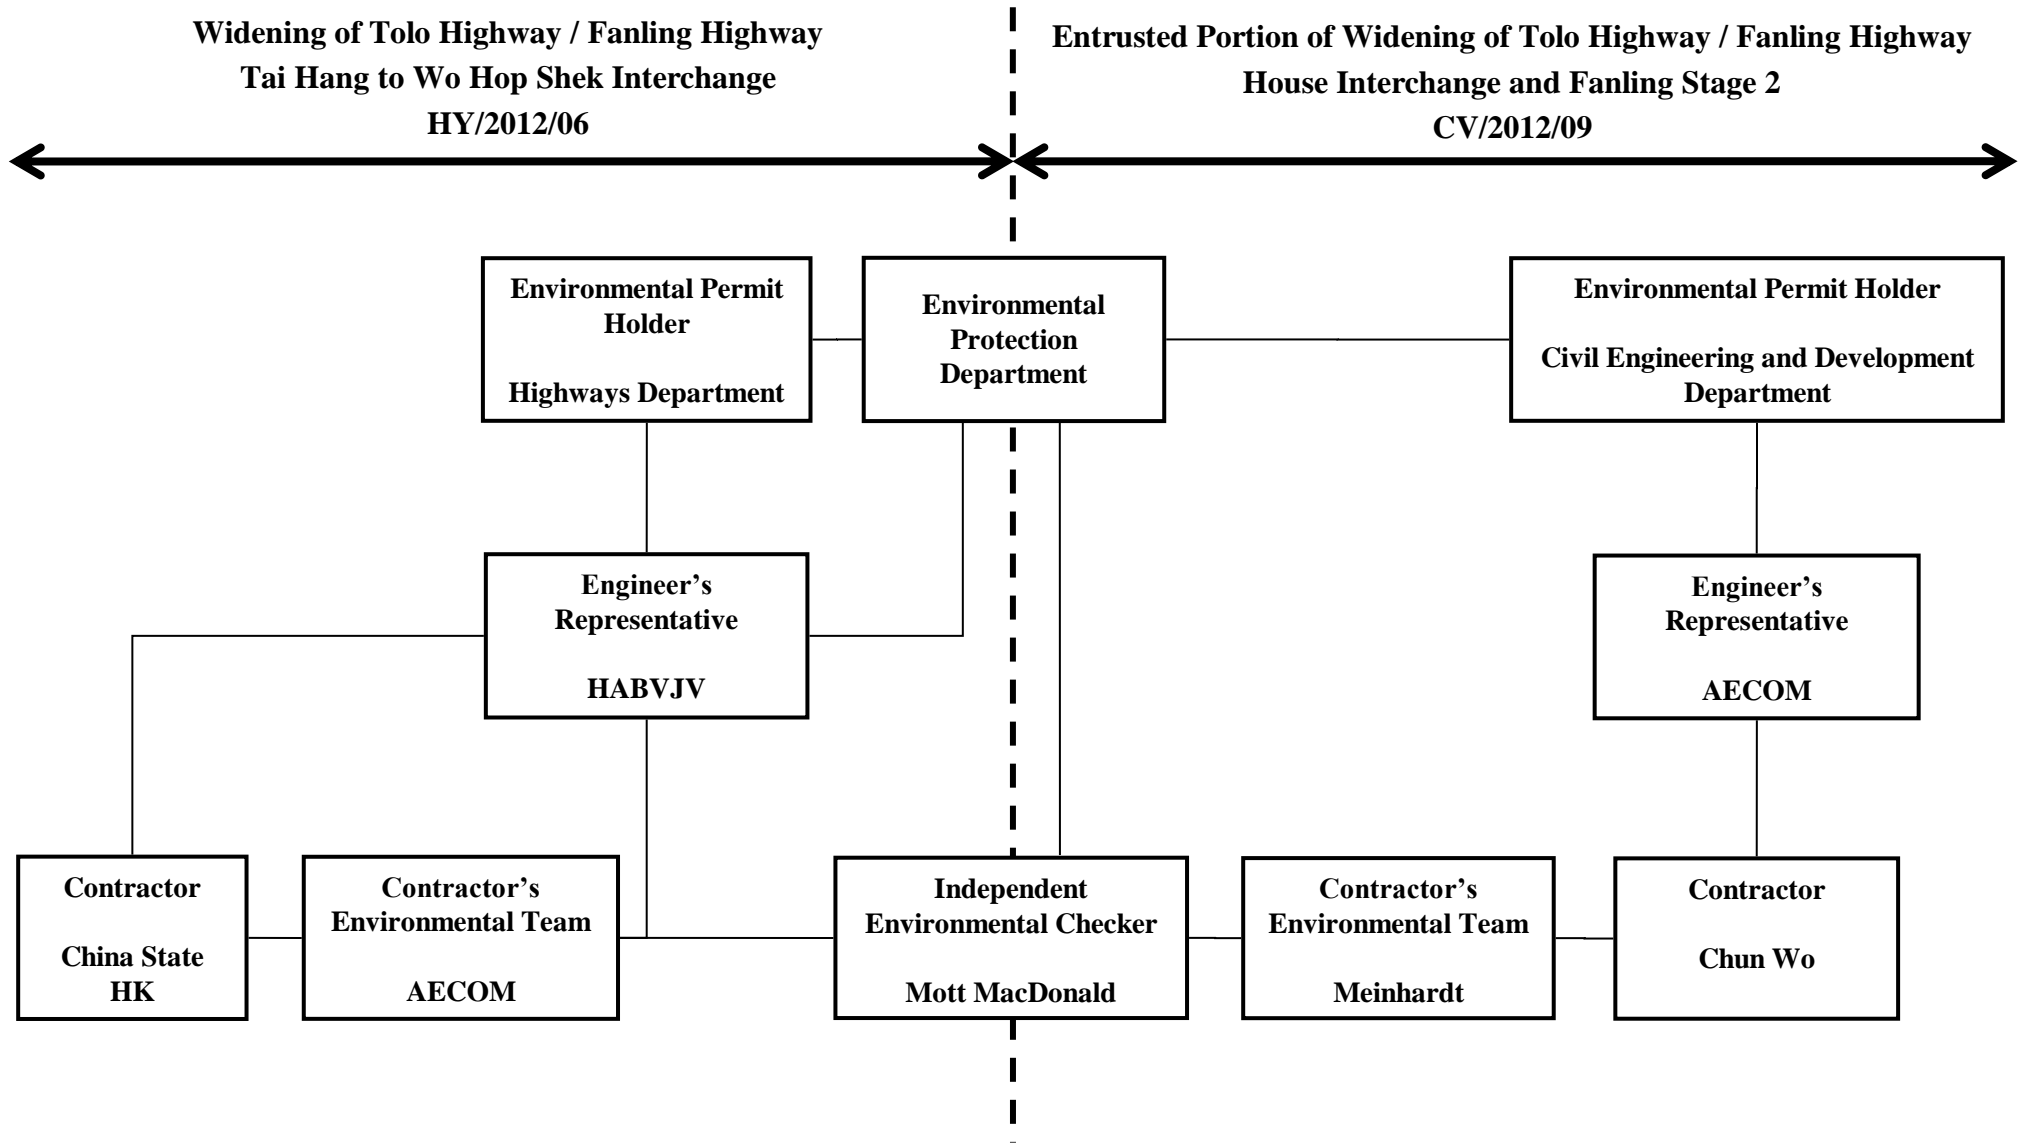 Widening of Tolo Highway / Fanling Highway
Tai Hang to Wo Hop Shek Interchange
HY/2012/06
Entrusted Portion of Widening of Tolo Highway / Fanling Highway
House Interchange and Fanling Stage 2
CV/2012/09
Environmental Permit
Holder
Highways Department
Environmental
Protection
Department
Environmental Permit Holder
Civil Engineering and Development
Department
Engineer’s
Representative
HABVJV
Engineer’s
Representative
AECOM
Contractor
China State
HK
Contractor’s
Environmental Team
AECOM
Independent
Environmental Checker
Mott MacDonald
Contractor’s
Environmental Team
Meinhardt
Contractor
Chun Wo